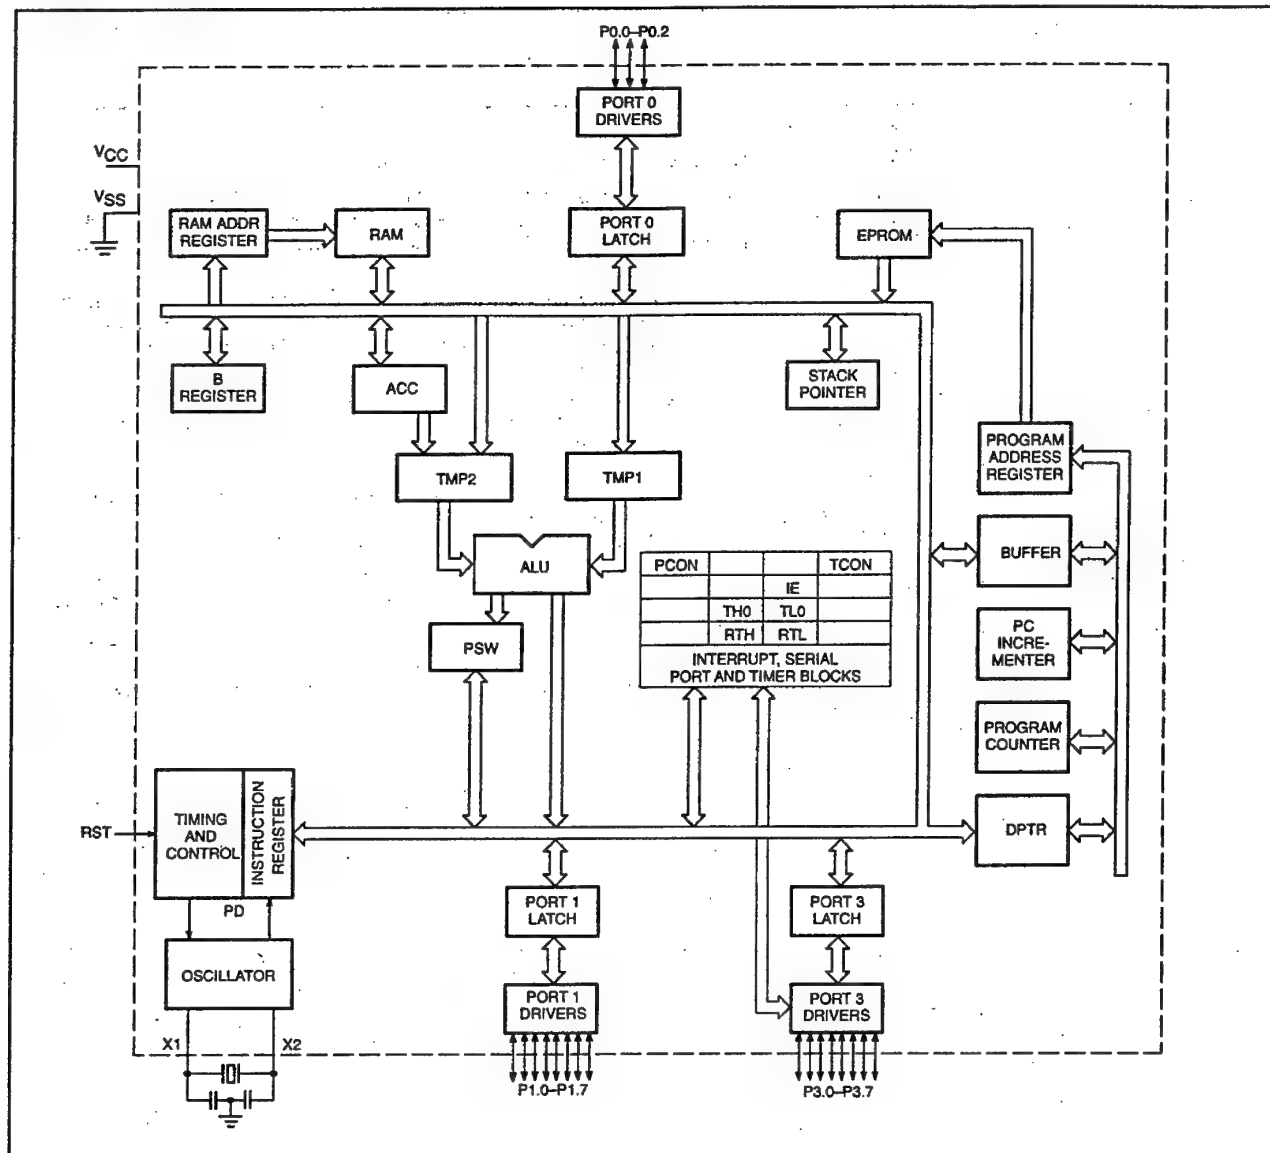 P0.0–P0.2
PORT 0
DRIVERS
VCC
VSS
RAM ADDR
REGISTER
RAM
PORT 0
LATCH
EPROM
B
REGISTER
ACC
STACK
POINTER
TMP2
TMP1
PROGRAM
ADDRESS
REGISTER
ALU
BUFFER
PCON TCON
IE
TH0 TL0
RTH RTL
INTERRUPT, SERIAL
PORT AND TIMER BLOCKS
PSW
PC
INCRE-
MENTER
PROGRAM
COUNTER
RST
TIMING
AND
CONTROL
INSTRUCTION
REGISTER
DPTR
PD
PORT 1
LATCH
PORT 3
LATCH
OSCILLATOR
PORT 1
DRIVERS
PORT 3
DRIVERS
X1
X2
P1.0–P1.7
P3.0–P3.7